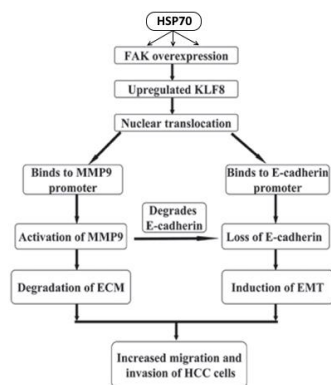 HSP70
FAK overexpression
Upregulated KLF8
Nuclear translocation
Binds to MMP9
promoter
Binds to E-cadherin
promoter
Degrades
E-cadherin
Activation of MMP9
Loss of E-cadherin
Degradation of ECM
Induction of EMT
Increased migration and
invasion of HCC cells